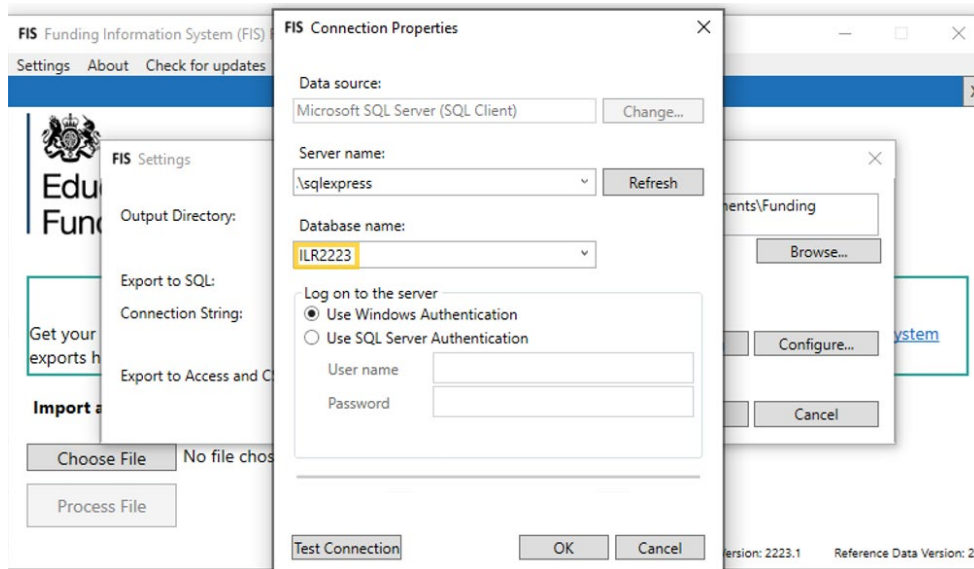 FIS Funding Information System (FIS)
Settings About Check for updates
Edu
Fund
Get your
exports h
ystem
Import a
Choose File No file chos
Process File
ersion: 2223.1 Reference Data Version: 2
FIS Settings
Output Directory:
ments\Funding
Browse...
Export to SQL:
Connection String:
Configure...
Export to Access and C
Cancel
FIS Connection Properties
Data source:
Microsoft SQL Server (SQL Client) Change...
Server name:
.\sqlexpress Refresh
Database name:
ILR2223
Log on to the server
Use Windows Authentication
Use SQL Server Authentication
User name
Password
Test Connection OK Cancel